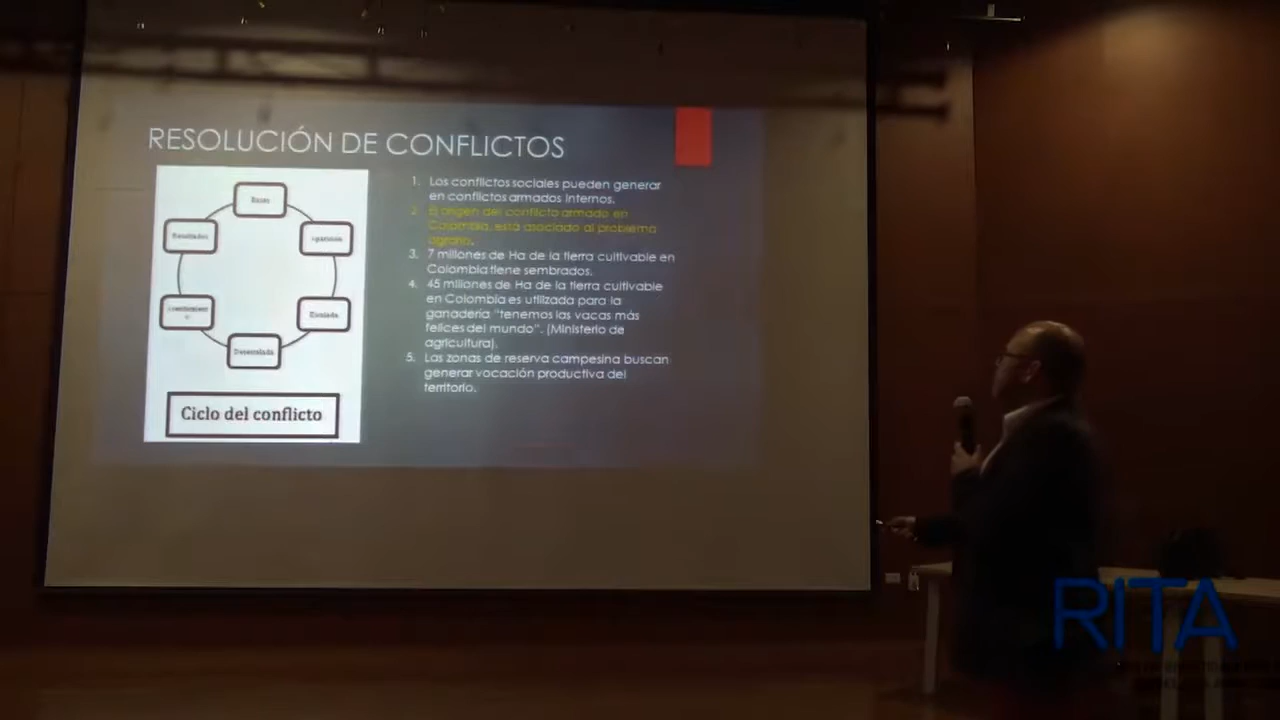 RESOLUCIÓN DE CONFLICTOS
Bases
Resultados
Escalada
Desescalada
Ciclo del conflicto
1. Los conflictos sociales pueden generar
en conflictos armados internos.
2. El origen del conflicto armado en
Colombia, está asociado al problema
agrario.
3. 7 millones de Ha de la tierra cultivable en
Colombia tiene sembrados.
4. 45 millones de Ha de la tierra cultivable
en Colombia es utilizada para la
ganadería "tenemos las vacas más
felices del mundo". (Ministerio de
agricultura).
5. Las zonas de reserva campesina buscan
generar vocación productiva del
territorio.
RITA